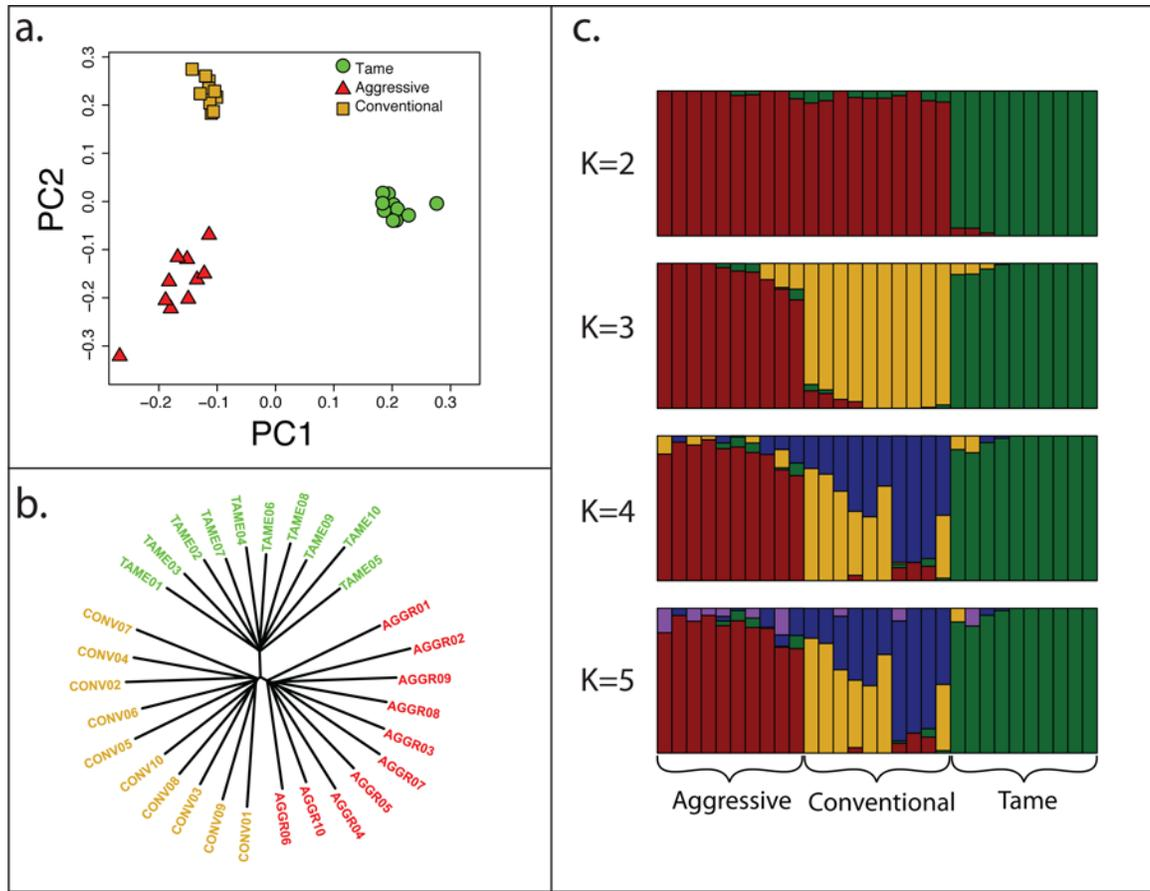 a.
0.3
0.2
0.1
0.0
−0.1
−0.2
−0.3
PC2
Tame
Aggressive
Conventional
−0.2 −0.1 0.0 0.1 0.2 0.3
PC1
b.
TAME01
TAME03
TAME02
TAME07
TAME04
TAME06
TAME08
TAME09
TAME10
TAME05
AGGR01
AGGR02
AGGR09
AGGR08
AGGR03
AGGR07
AGGR05
AGGR04
AGGR10
AGGR06
CONV01
CONV09
CONV03
CONV08
CONV10
CONV05
CONV06
CONV02
CONV04
CONV07
c.
K=2
K=3
K=4
K=5
Aggressive Conventional Tame